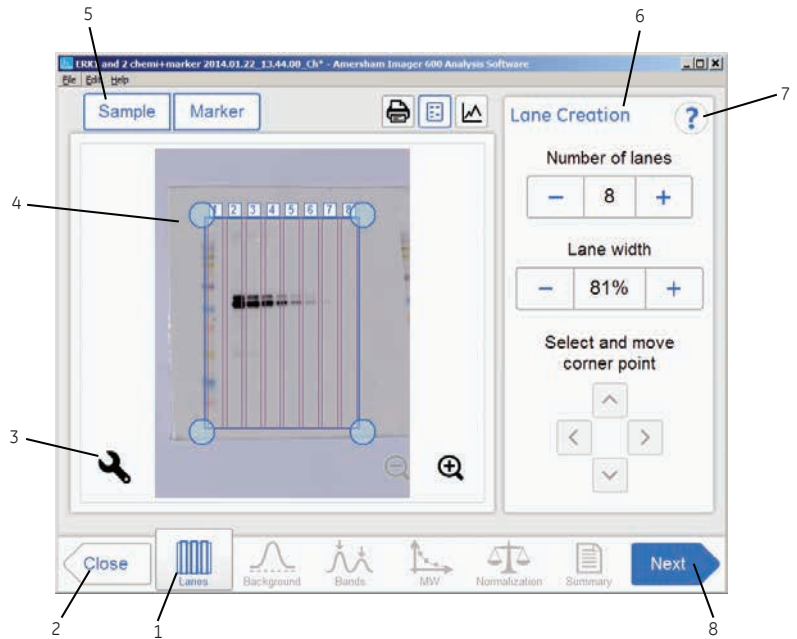 5
6
7
ERK1 and 2 chemi+marker 2014.01.22_13.44.00_Ch* - Amersham Imager 600 Analysis Software
File Edit Help
Sample Marker
Lane Creation ?
Number of lanes
− 8 +
4
1 2 3 4 5 6 7 8
Lane width
− 81% +
Select and move
corner point
3
Close
Lanes Background Bands MW Normalization Summary
Next
2
1
8